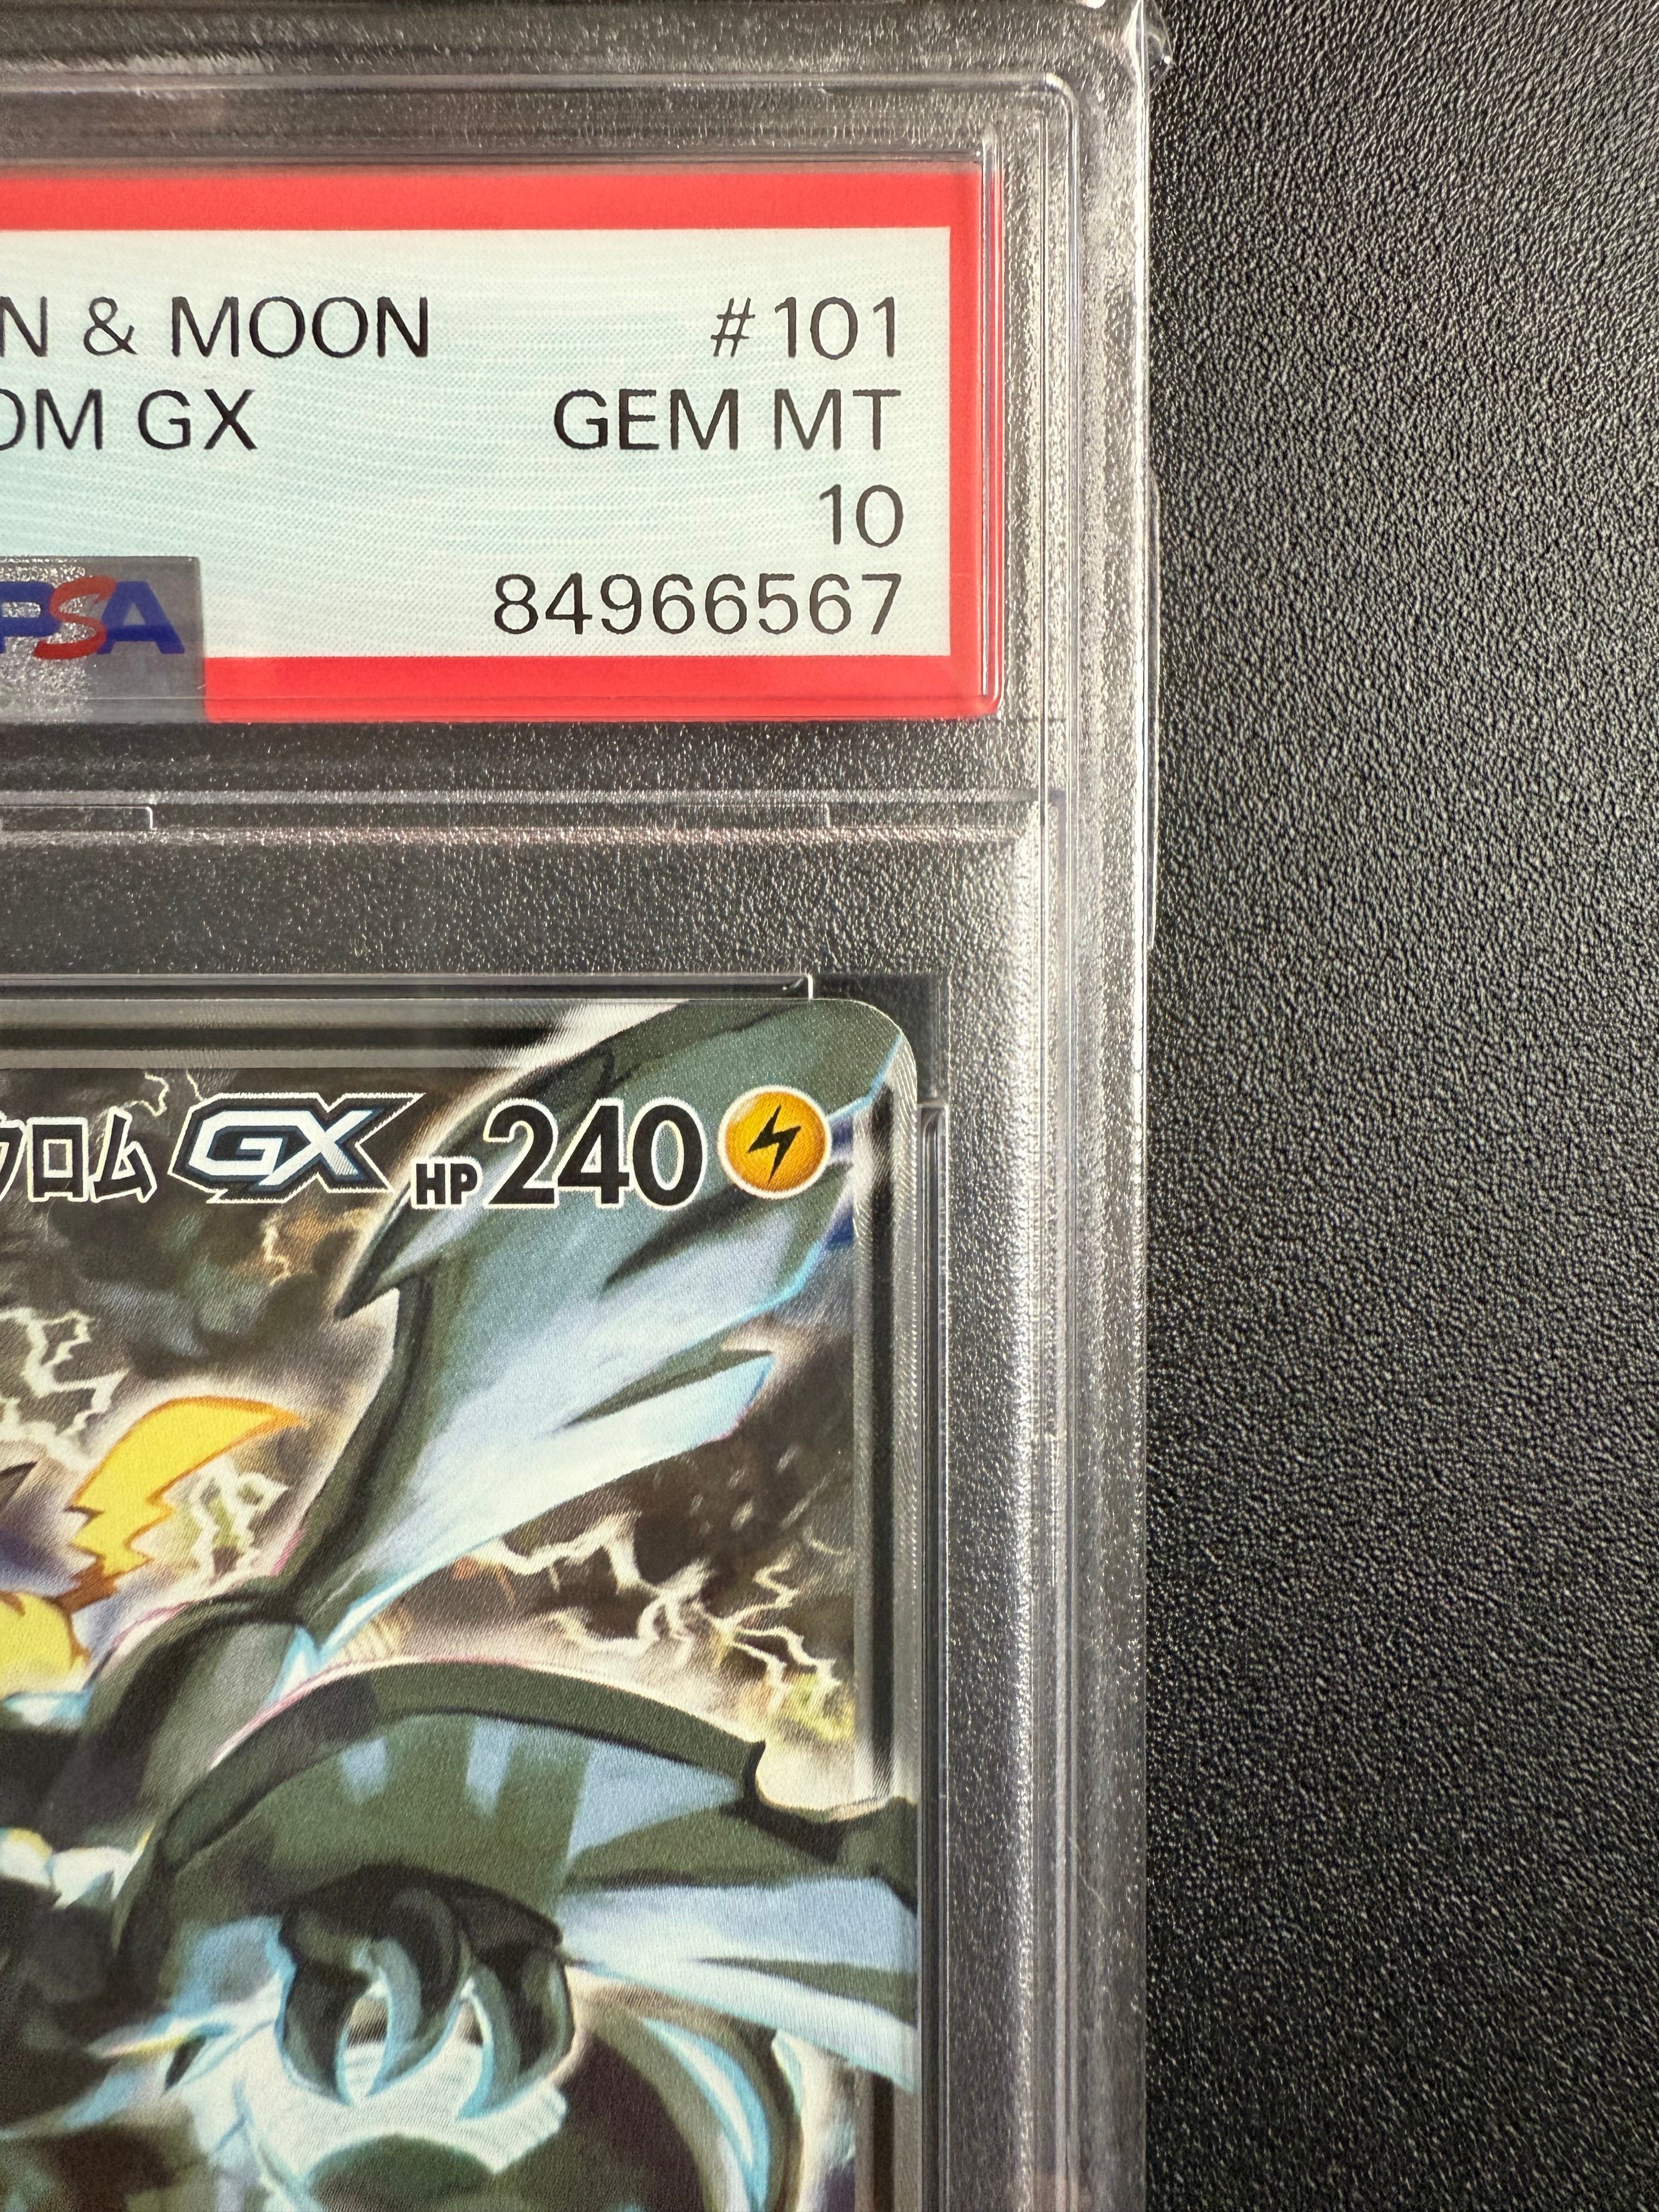 N & MOON #101
OM GX GEM MT
10
PSA 84966567
クロム GX HP 240